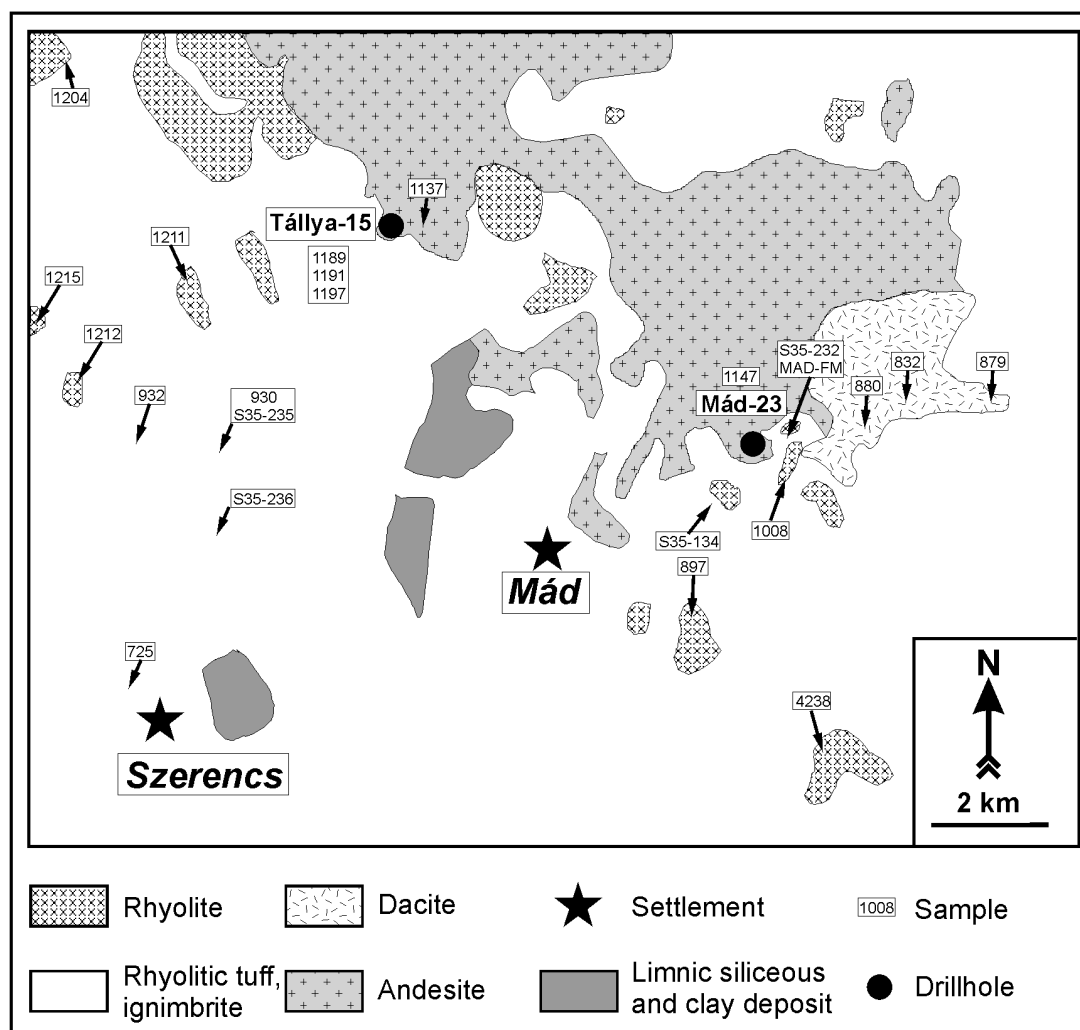 1204
1137
Tállya-15
1189
1191
1197
1211
1215
1212
932
930
S35-235
S35-236
S35-232
MAD-FM
1147
Mád-23
880
832
879
1008
S35-134
897
Mád
725
Szerencs
4238
N
2 km
Rhyolite
Dacite
Settlement
1008
Sample
Rhyolitic tuff,
ignimbrite
Andesite
Limnic siliceous
and clay deposit
Drillhole